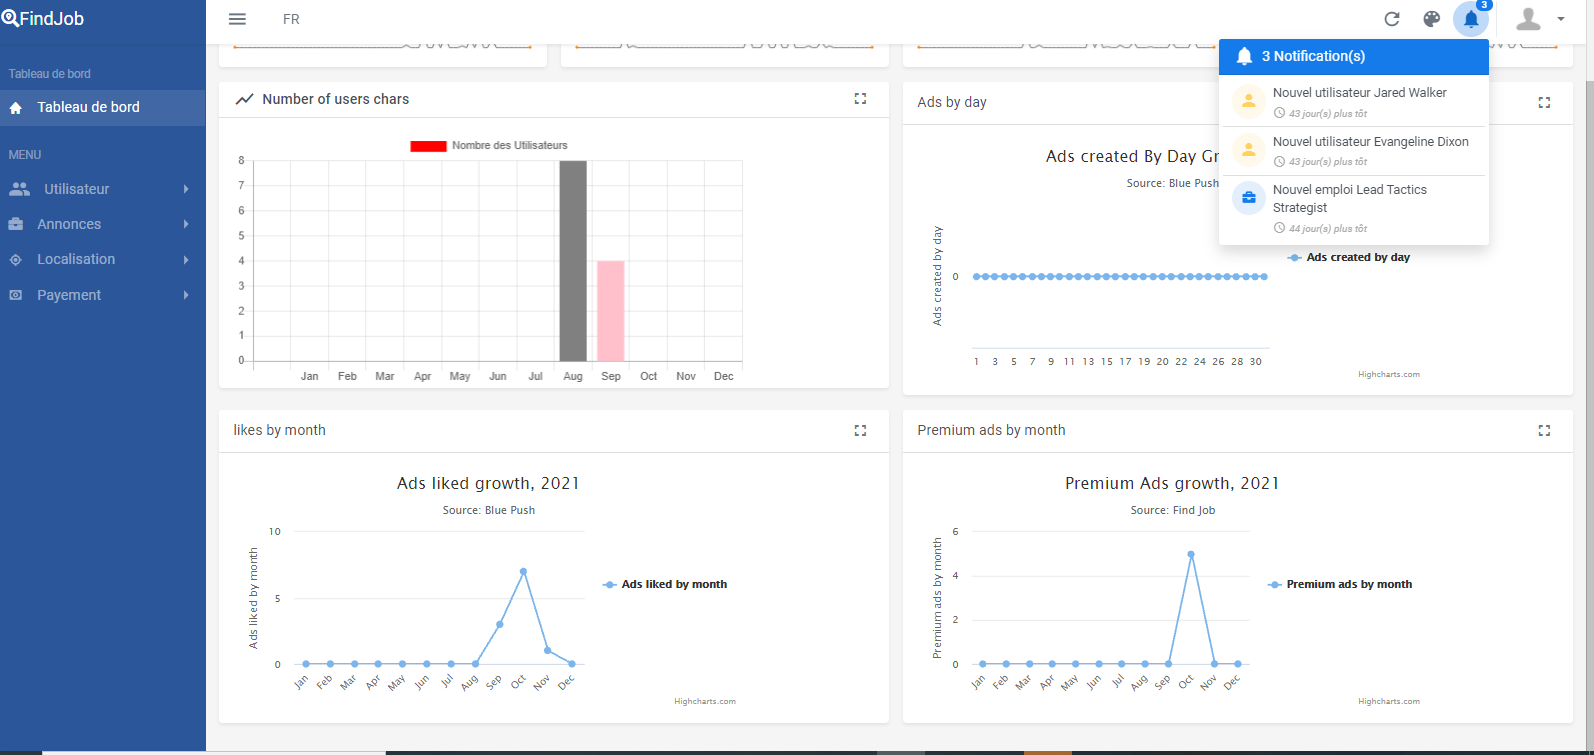 FindJob
FR
3
Tableau de bord
Tableau de bord
MENU
Utilisateur
Annonces
Localisation
Payement
3 Notification(s)
Nouvel utilisateur Jared Walker
43 jour(s) plus tôt
Nouvel utilisateur Evangeline Dixon
43 jour(s) plus tôt
Nouvel emploi Lead Tactics
Strategist
44 jour(s) plus tôt
Number of users chars
Nombre des Utilisateurs
8
7
6
5
4
3
2
1
0
Jan Feb Mar Apr May Jun Jul Aug Sep Oct Nov Dec
Ads by day
Ads created By Day Gr
Source: Blue Push
Ads created by day
0
1 3 5 7 9 11 13 15 17 19 20 22 24 26 28 30
Ads created by day
Highcharts.com
likes by month
Ads liked growth, 2021
Source: Blue Push
Ads liked by month
10
5
0
Jan Feb Mar Apr May Jun Jul Aug Sep Oct Nov Dec
Ads liked by month
Highcharts.com
Premium ads by month
Premium Ads growth, 2021
Source: Find Job
Premium ads by month
6
4
2
0
Jan Feb Mar Apr May Jun Jul Aug Sep Oct Nov Dec
Premium ads by month
Highcharts.com